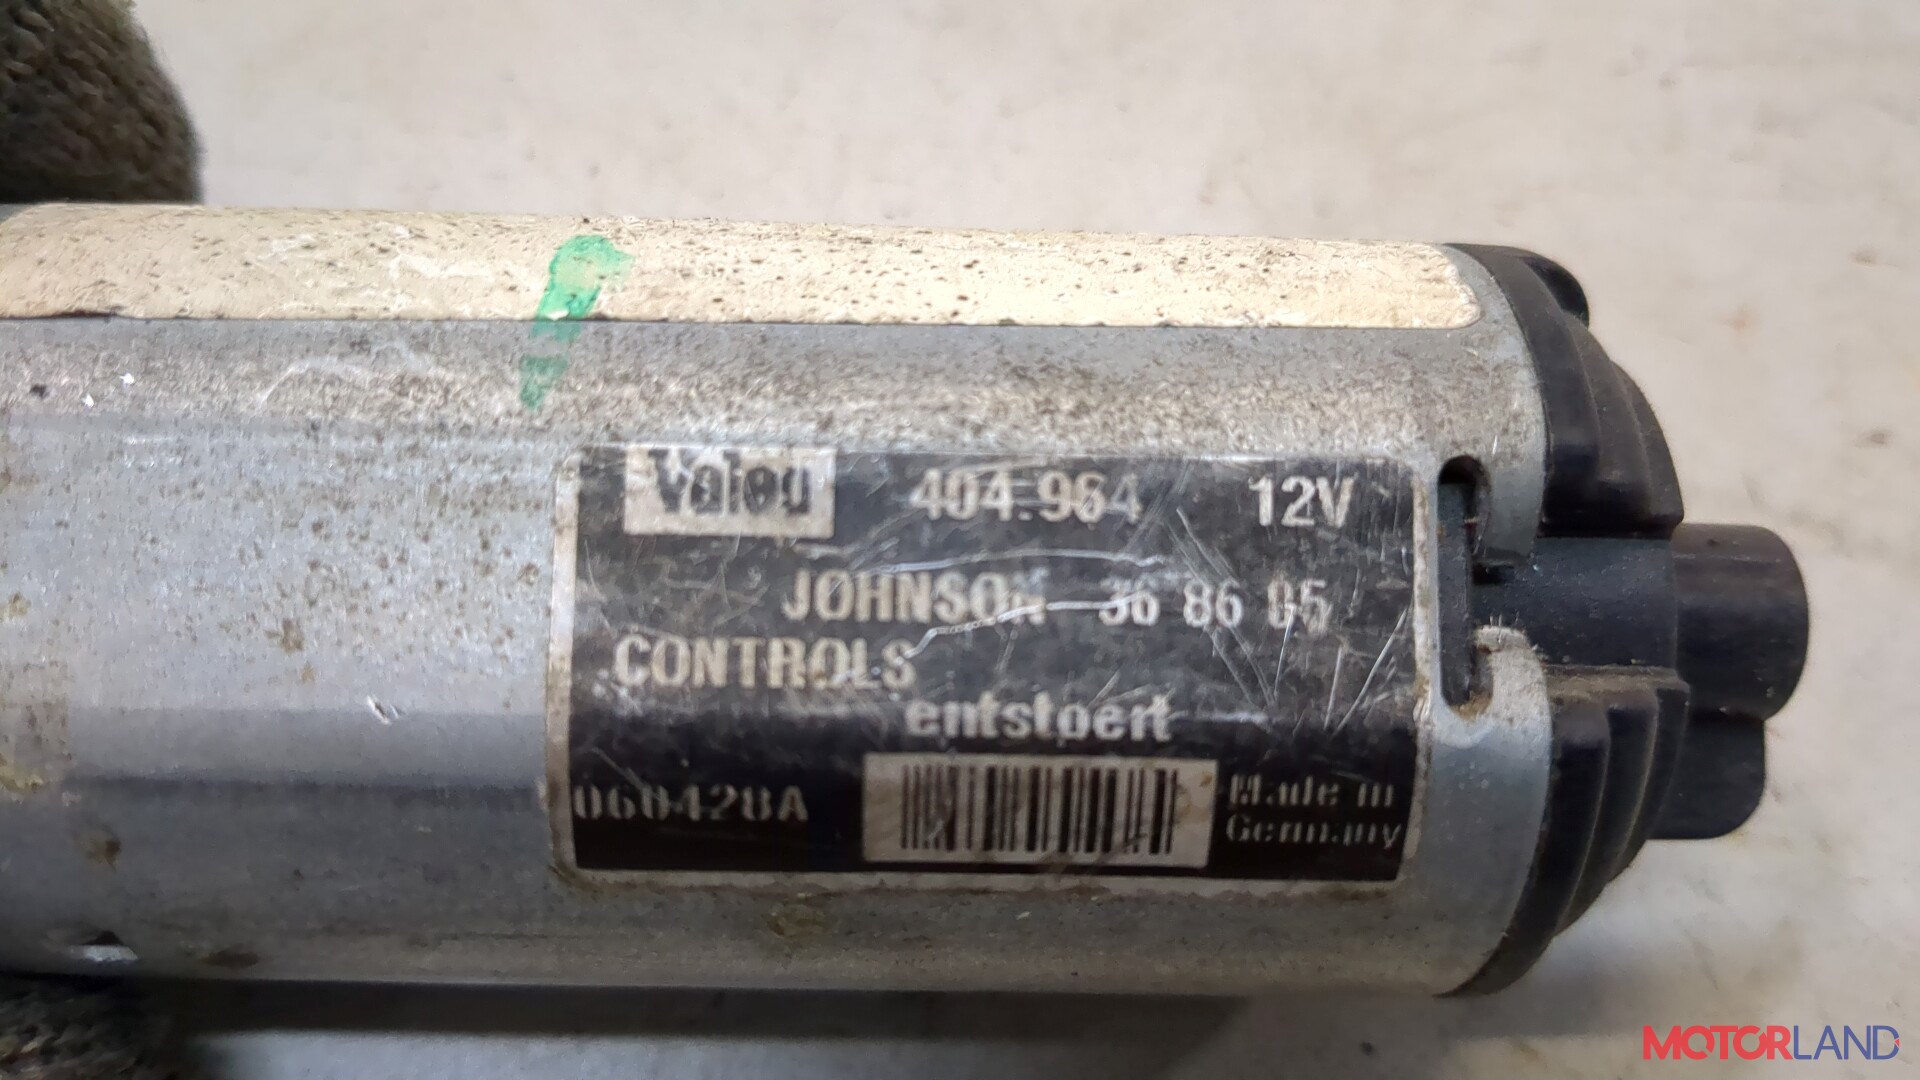 Valeo 404.964 12V
JOHNSON 36 86 05
CONTROLS
entstoert
060428A
Made in
Germany
MOTORLAND